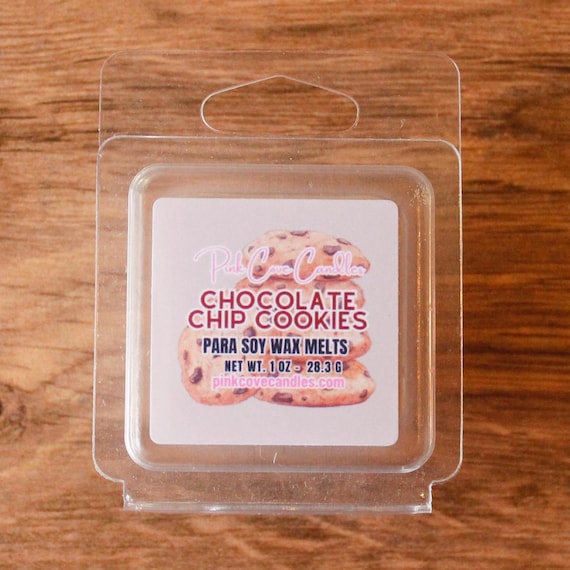 Pink Cove Candles
CHOCOLATE
CHIP COOKIES
PARA SOY WAX MELTS
NET WT. 1 OZ - 28.3 G
pinkcovecandles.com